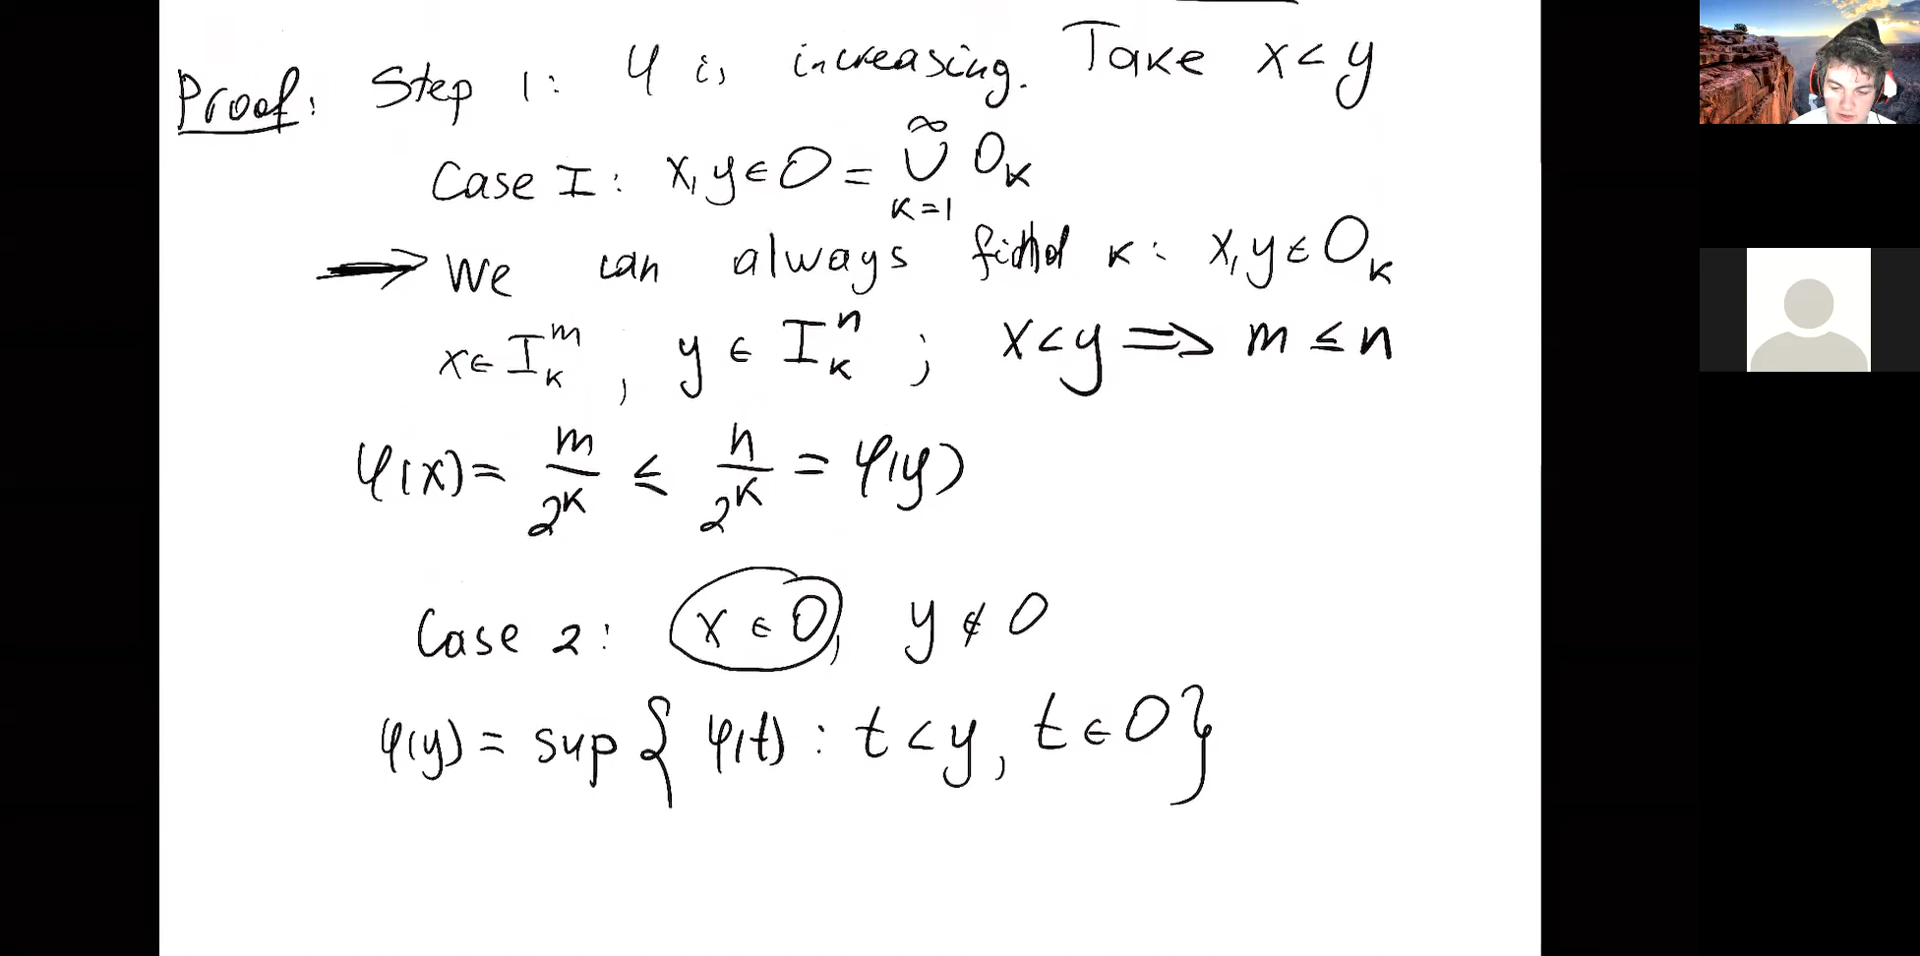 Proof: Step 1: φ is increasing. Take x < y
Case I: x, y ∈ O = ∞ ∪ k=1 O_k
→ We can always find k: x, y ∈ O_k
x ∈ I_k^m, y ∈ I_k^n; x < y ⇒ m ≤ n
φ(x) = m/2^k ≤ n/2^k = φ(y)
Case 2: x ∈ O, y ∉ O
φ(y) = sup { φ(t) : t < y, t ∈ O }